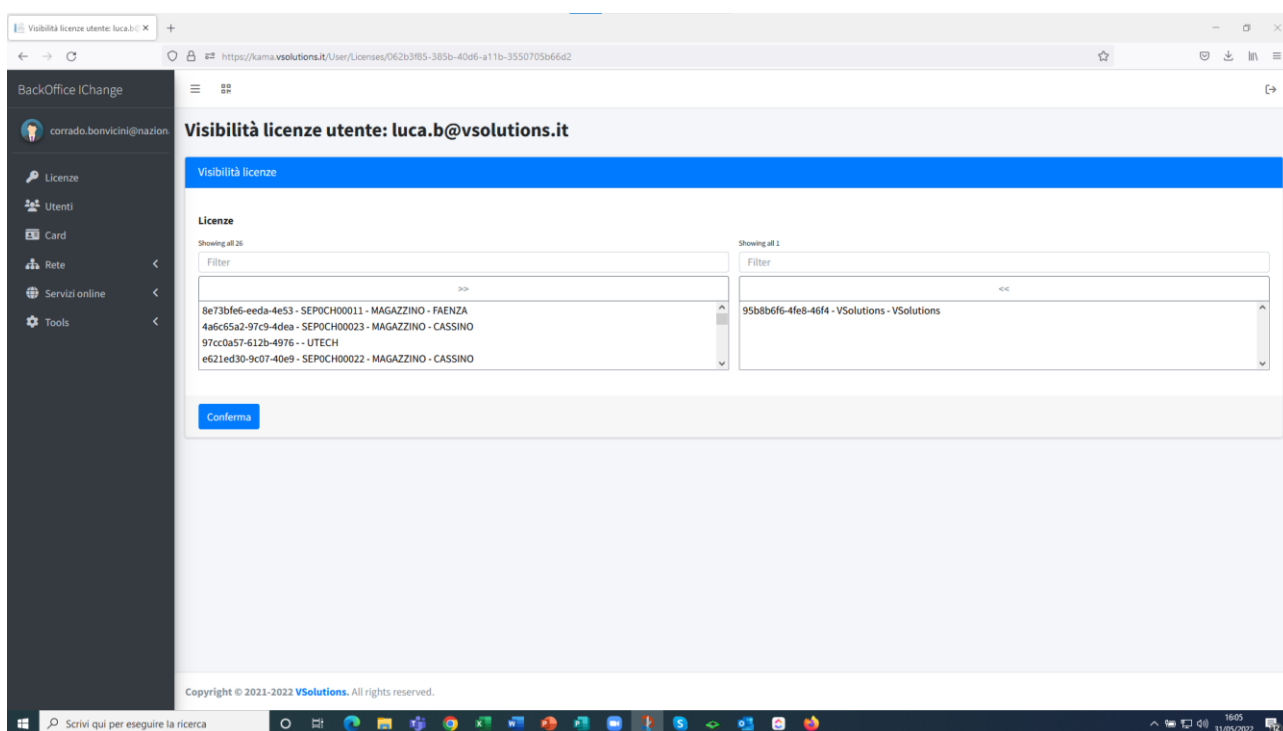 Visibilità licenze utente: luca.b
https://kama.vsolutions.it/User/Licenses/062b3f85-385b-40d6-a11b-3550705b66d2
BackOffice IChange
corrado.bonvicini@nazion
Licenze
Utenti
Card
Rete
Servizi online
Tools
Visibilità licenze utente: luca.b@vsolutions.it
Visibilità licenze
Licenze
Showing all 26
Filter
>>
8e73bfe6-eeda-4e53 - SEP0CH00011 - MAGAZZINO - FAENZA
4a6c65a2-97c9-4dea - SEP0CH00023 - MAGAZZINO - CASSINO
97cc0a57-612b-4976 - - UTECH
e621ed30-9c07-40e9 - SEP0CH00022 - MAGAZZINO - CASSINO
Showing all 1
Filter
<<
95b8b6f6-4fe8-46f4 - VSolutions - VSolutions
Conferma
Copyright © 2021-2022 VSolutions. All rights reserved.
Scrivi qui per eseguire la ricerca
16:05
31/05/2022